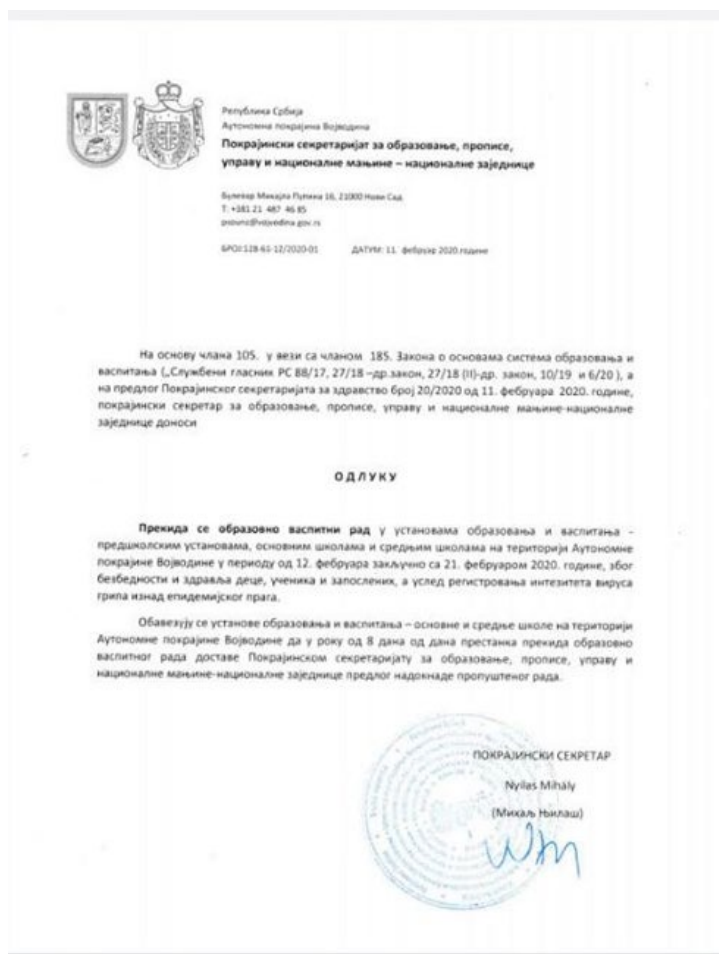 Република Србија
Аутономна покрајина Војводина
Покрајински секретаријат за образовање, прописе,
управу и националне мањине – националне заједнице
Булевар Михајла Пупина 16, 21000 Нови Сад
Т: +381 21 487 46 85
psounz@vojvodina.gov.rs
БРОЈ:128-61-12/2020-01 ДАТУМ: 11. фебруар 2020.године
На основу члана 105. у вези са чланом 185. Закона о основама система образовања и
васпитања („Службени гласник РС 88/17, 27/18 –др.закон, 27/18 (II)-др. закон, 10/19 и 6/20 ), а
на предлог Покрајинског секретаријата за здравство број 20/2020 од 11. фебруара 2020. године,
покрајински секретар за образовање, прописе, управу и националне мањине-националне
заједнице доноси
ОДЛУКУ
Прекида се образовно васпитни рад у установама образовања и васпитања -
предшколским установама, основним школама и средњим школама на територији Аутономне
покрајине Војводине у периоду од 12. фебруара закључно са 21. фебруаром 2020. године, због
безбедности и здравља деце, ученика и запослених, а услед регистровања интезитета вируса
грипа изнад епидемијског прага.
Обавезују се установе образовања и васпитања – основне и средње школе на територији
Аутономне покрајине Војводине да у року од 8 дана од дана престанка прекида образовно
васпитног рада доставе Покрајинском секретаријату за образовање, прописе, управу и
националне мањине-националне заједнице предлог надокнаде пропуштеног рада.
ПОКРАЈИНСКИ СЕКРЕТАР
Nyilas Mihály
(Михаљ Њилаш)